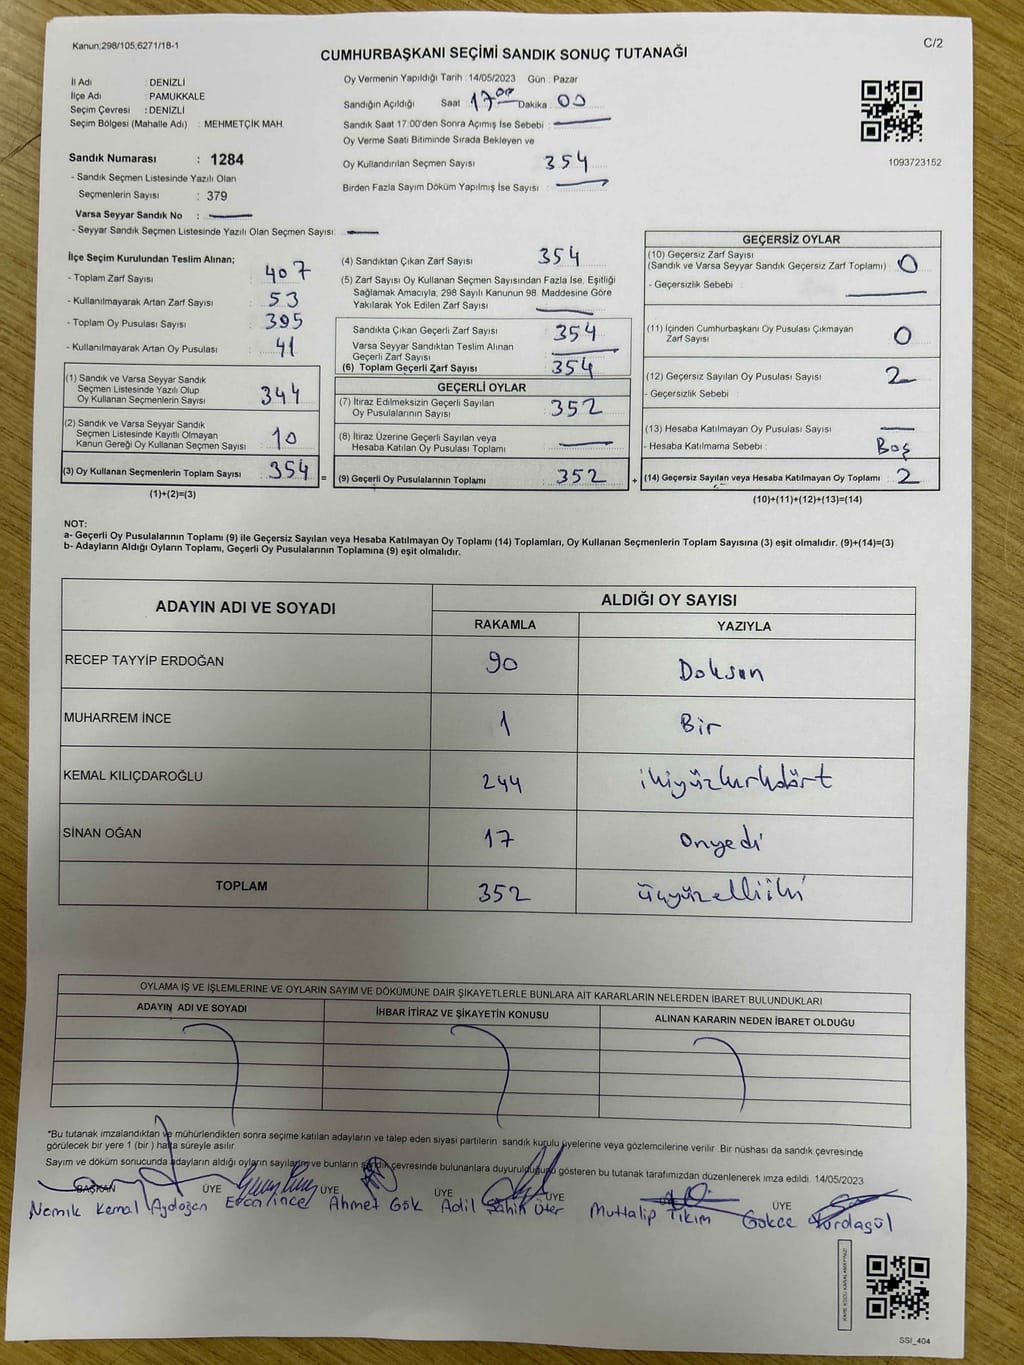 Kanun;298/105;6271/18-1
C/2
CUMHURBAŞKANI SEÇİMİ SANDIK SONUÇ TUTANAĞI
İl Adı : DENİZLİ
İlçe Adı : PAMUKKALE
Seçim Çevresi : DENİZLİ
Seçim Bölgesi (Mahalle Adı) : MEHMETÇİK MAH.
Oy Vermenin Yapıldığı Tarih : 14/05/2023 Gün : Pazar
Sandığın Açıldığı Saat : 17:00 Dakika : 00
Sandık Saat 17:00'den Sonra Açımış İse Sebebi :
Oy Verme Saati Bitiminde Sırada Bekleyen ve
Oy Kullandırılan Seçmen Sayısı 354
Birden Fazla Sayım Döküm Yapılmış İse Sayısı :
1093723152
Sandık Numarası : 1284
- Sandık Seçmen Listesinde Yazılı Olan
Seçmenlerin Sayısı : 379
Varsa Seyyar Sandık No :
- Seyyar Sandık Seçmen Listesinde Yazılı Olan Seçmen Sayısı:
İlçe Seçim Kurulundan Teslim Alınan;
- Toplam Zarf Sayısı : 407
- Kullanılmayarak Artan Zarf Sayısı : 53
- Toplam Oy Pusulası Sayısı : 395
- Kullanılmayarak Artan Oy Pusulası : 41
(1) Sandık ve Varsa Seyyar Sandık
Seçmen Listesinde Yazılı Olup
Oy Kullanan Seçmenlerin Sayısı 344
(2) Sandık ve Varsa Seyyar Sandık
Seçmen Listesinde Kayıtlı Olmayan
Kanun Gereği Oy Kullanan Seçmen Sayısı 10
(3) Oy Kullanan Seçmenlerin Toplam Sayısı 354 =
(1)+(2)=(3)
(4) Sandıktan Çıkan Zarf Sayısı 354
(5) Zarf Sayısı Oy Kullanan Seçmen Sayısından Fazla İse, Eşitliği
Sağlamak Amacıyla, 298 Sayılı Kanunun 98. Maddesine Göre
Yakılarak Yok Edilen Zarf Sayısı
Sandıkta Çıkan Geçerli Zarf Sayısı 354
Varsa Seyyar Sandıktan Teslim Alınan
Geçerli Zarf Sayısı
(6) Toplam Geçerli Zarf Sayısı 354
GEÇERLİ OYLAR
(7) İtiraz Edilmeksizin Geçerli Sayılan
Oy Pusulalarının Sayısı 352
(8) İtiraz Üzerine Geçerli Sayılan veya
Hesaba Katılan Oy Pusulası Toplamı
(9) Geçerli Oy Pusulalarının Toplamı 352 +
GEÇERSİZ OYLAR
(10) Geçersiz Zarf Sayısı
(Sandık ve Varsa Seyyar Sandık Geçersiz Zarf Toplamı) : 0
- Geçersizlik Sebebi :
(11) İçinden Cumhurbaşkanı Oy Pusulası Çıkmayan
Zarf Sayısı 0
(12) Geçersiz Sayılan Oy Pusulası Sayısı 2
- Geçersizlik Sebebi :
(13) Hesaba Katılmayan Oy Pusulası Sayısı
- Hesaba Katılmama Sebebi : Boş
(14) Geçersiz Sayılan veya Hesaba Katılmayan Oy Toplamı 2
(10)+(11)+(12)+(13)=(14)
NOT:
a- Geçerli Oy Pusulalarının Toplamı (9) ile Geçersiz Sayılan veya Hesaba Katılmayan Oy Toplamı (14) Toplamları, Oy Kullanan Seçmenlerin Toplam Sayısına (3) eşit olmalıdır. (9)+(14)=(3)
b- Adayların Aldığı Oyların Toplamı, Geçerli Oy Pusulalarının Toplamına (9) eşit olmalıdır.
ADAYIN ADI VE SOYADI ALDIĞI OY SAYISI
RAKAMLA YAZIYLA
RECEP TAYYİP ERDOĞAN 90 Doksan
MUHARREM İNCE 1 Bir
KEMAL KILIÇDAROĞLU 244 ikiyüzkırkdört
SİNAN OĞAN 17 Onyedi
TOPLAM 352 üçyüzelliiki
OYLAMA İŞ VE İŞLEMLERİNE VE OYLARIN SAYIM VE DÖKÜMÜNE DAİR ŞİKAYETLERLE BUNLARA AİT KARARLARIN NELERDEN İBARET BULUNDUKLARI
ADAYIN ADI VE SOYADI İHBAR İTİRAZ VE ŞİKAYETİN KONUSU ALINAN KARARIN NEDEN İBARET OLDUĞU
*Bu tutanak imzalandıktan ve mühürlendikten sonra seçime katılan adayların ve talep eden siyasi partilerin sandık kurulu üyelerine veya gözlemcilerine verilir. Bir nüshası da sandık çevresinde
görülecek bir yere 1 (bir) hafta süreyle asılır.
Sayım ve döküm sonucunda adayların aldığı oyların sayılarını ve bunların sandık çevresinde bulunanlara duyurulduğunu gösteren bu tutanak tarafımızdan düzenlenerek imza edildi. 14/05/2023
BAŞKAN ÜYE ÜYE ÜYE ÜYE ÜYE
Namık Kemal Aydoğan Ercan ince Ahmet Gök Adil Şahin Üter Muttalip Tıkım Gökce Yurdagül
SSI_404